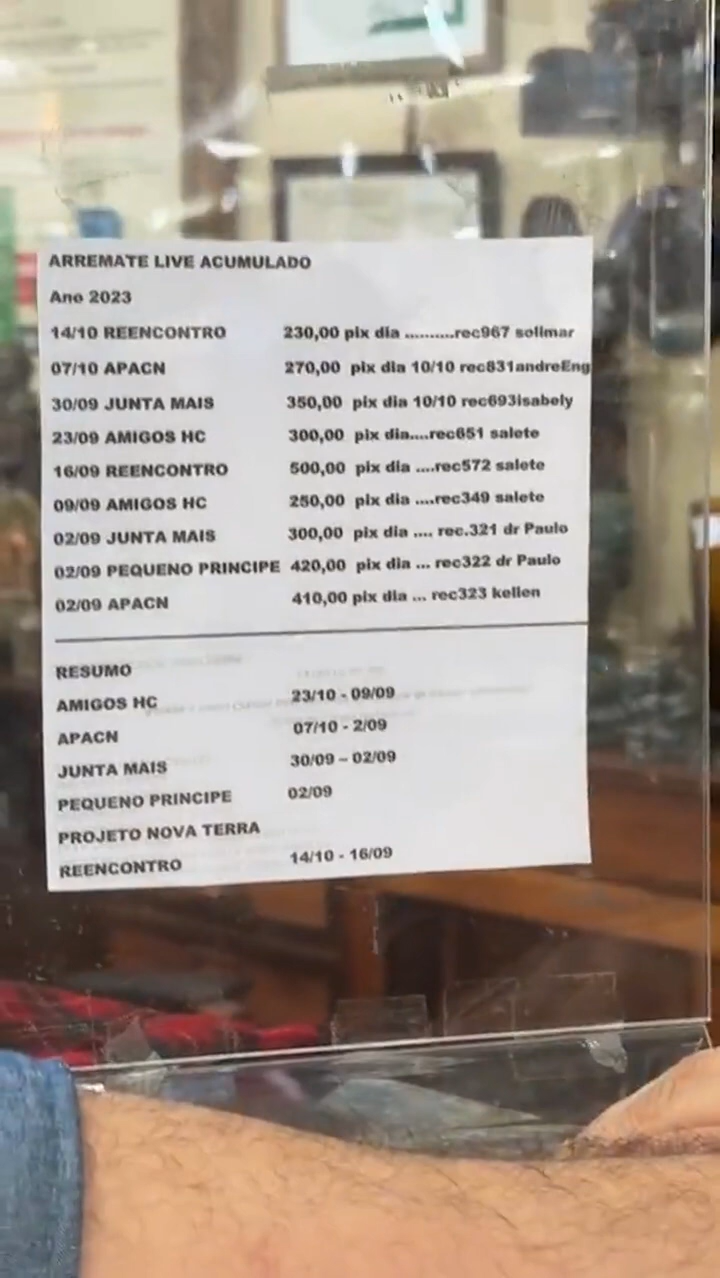 ARREMATE LIVE ACUMULADO
Ano 2023
14/10 REENCONTRO 230,00 pix dia ..........rec967 solimar
07/10 APACN 270,00 pix dia 10/10 rec831andreEng
30/09 JUNTA MAIS 350,00 pix dia 10/10 rec693isabely
23/09 AMIGOS HC 300,00 pix dia....rec651 salete
16/09 REENCONTRO 500,00 pix dia ....rec572 salete
09/09 AMIGOS HC 250,00 pix dia ....rec349 salete
02/09 JUNTA MAIS 300,00 pix dia .... rec.321 dr Paulo
02/09 PEQUENO PRINCIPE 420,00 pix dia ... rec322 dr Paulo
02/09 APACN 410,00 pix dia ... rec323 kellen
RESUMO
AMIGOS HC 23/10 - 09/09
APACN 07/10 - 2/09
JUNTA MAIS 30/09 – 02/09
PEQUENO PRINCIPE 02/09
PROJETO NOVA TERRA
REENCONTRO 14/10 - 16/09